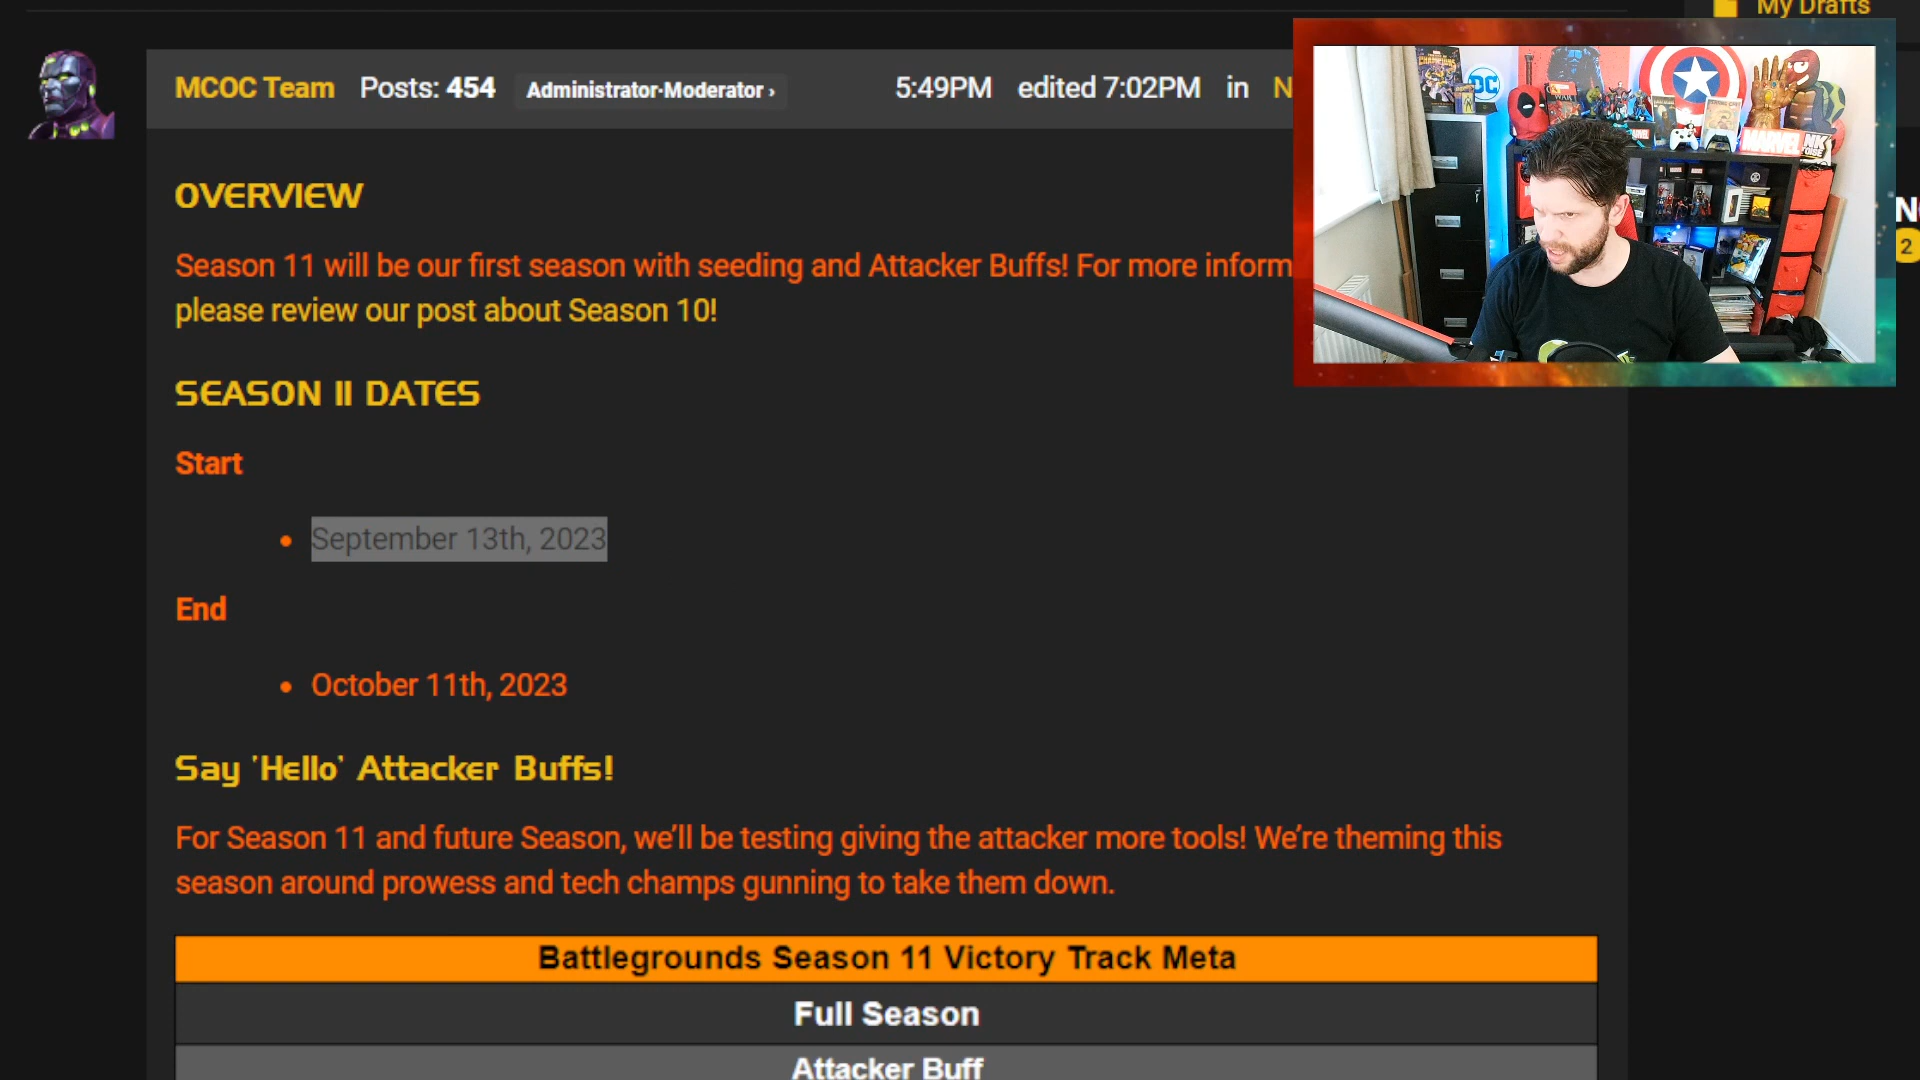 My Drafts
MCOC Team Posts: 454 Administrator·Moderator › 5:49PM edited 7:02PM in N
OVERVIEW
Season 11 will be our first season with seeding and Attacker Buffs! For more inform
please review our post about Season 10!
SEASON 11 DATES
Start
• September 13th, 2023
End
• October 11th, 2023
Say 'Hello' Attacker Buffs!
For Season 11 and future Season, we'll be testing giving the attacker more tools! We're theming this
season around prowess and tech champs gunning to take them down.
Battlegrounds Season 11 Victory Track Meta
Full Season
Attacker Buff
DC
MARVEL
2